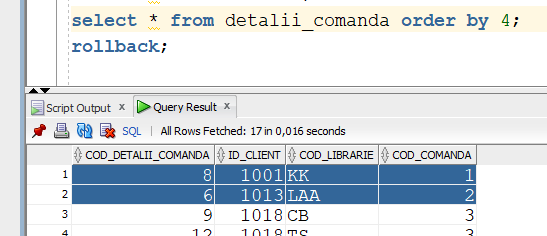 select * from detalii_comanda order by 4;
rollback;
Script Output x Query Result x
SQL | All Rows Fetched: 17 in 0,016 seconds
COD_DETALII_COMANDA ID_CLIENT COD_LIBRARIE COD_COMANDA
1 8 1001 KK 1
2 6 1013 LAA 2
3 9 1018 CB 3
4 12 1018 TS 3